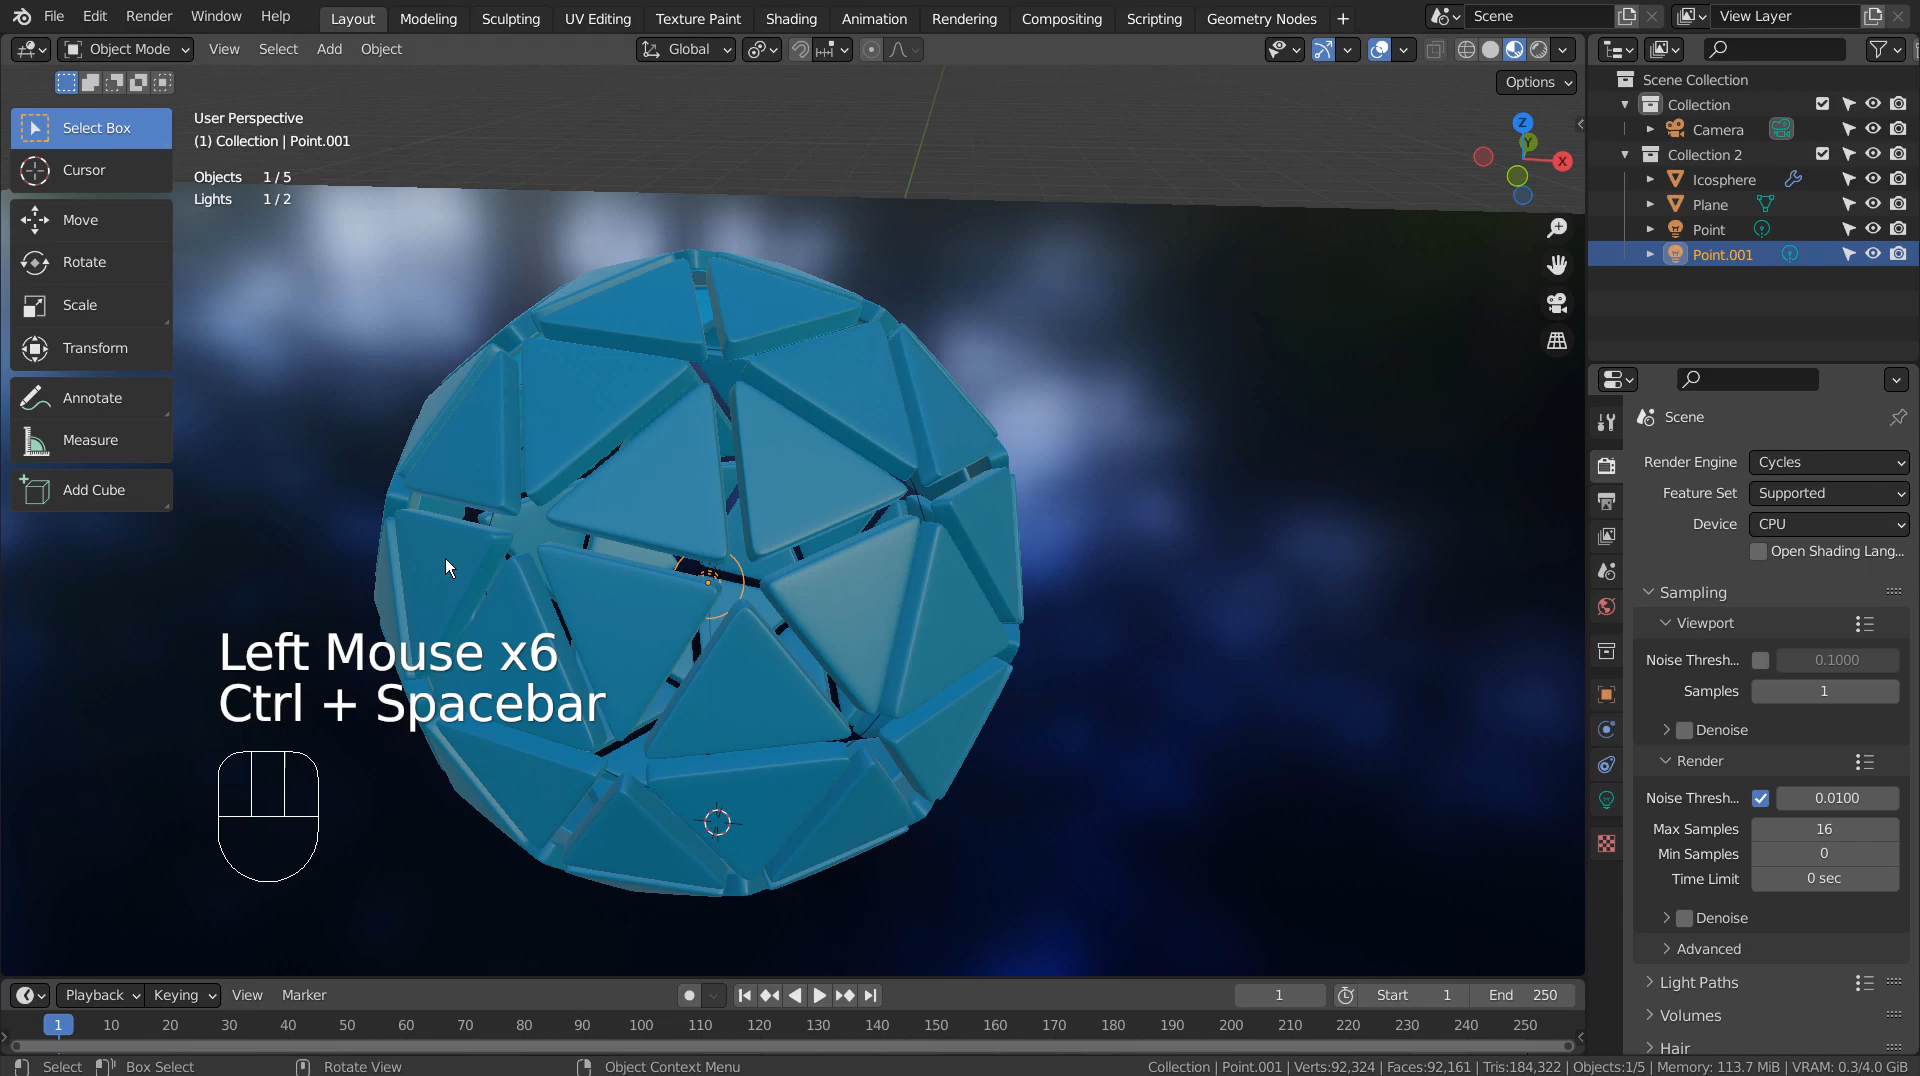 File Edit Render Window Help Layout Modeling Sculpting UV Editing Texture Paint Shading Animation Rendering Compositing Scripting Geometry Nodes + Scene View Layer
Object Mode View Select Add Object Global
Options
Select Box
Cursor
Move
Rotate
Scale
Transform
Annotate
Measure
Add Cube
User Perspective
(1) Collection | Point.001
Objects 1 / 5
Lights 1 / 2
Z
Y
X
Left Mouse x6
Ctrl + Spacebar
Scene Collection
Collection
Camera
Collection 2
Icosphere
Plane
Point
Point.001
Scene
Render Engine Cycles
Feature Set Supported
Device CPU
Open Shading Lang...
Sampling
Viewport
Noise Thresh... 0.1000
Samples 1
Denoise
Render
Noise Thresh... 0.0100
Max Samples 16
Min Samples 0
Time Limit 0 sec
Denoise
Advanced
Light Paths
Volumes
Hair
Playback Keying View Marker 1 Start 1 End 250
1 10 20 30 40 50 60 70 80 90 100 110 120 130 140 150 160 170 180 190 200 210 220 230 240 250
Select Box Select Rotate View Object Context Menu Collection | Point.001 | Verts:92,324 | Faces:92,161 | Tris:184,322 | Objects:1/5 | Memory: 113.7 MiB | VRAM: 0.3/4.0 GiB